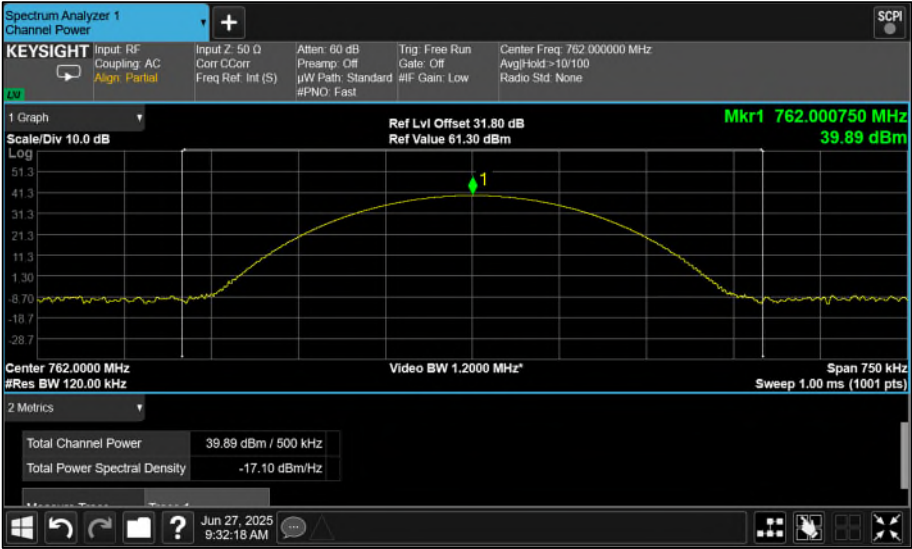 Spectrum Analyzer 1
Channel Power
SCPI
KEYSIGHT
Input: RF
Coupling: AC
Align: Partial
Input Z: 50 Ω
Corr CCorr
Freq Ref: Int (S)
Atten: 60 dB
Preamp: Off
µW Path: Standard
#PNO: Fast
Trig: Free Run
Gate: Off
#IF Gain: Low
Center Freq: 762.000000 MHz
Avg|Hold:>10/100
Radio Std: None
LXI
1 Graph
Scale/Div 10.0 dB
Ref Lvl Offset 31.80 dB
Ref Value 61.30 dBm
Mkr1 762.000750 MHz
39.89 dBm
Log
51.3
41.3
31.3
21.3
11.3
1.30
-8.70
-18.7
-28.7
1
Center 762.0000 MHz
#Res BW 120.00 kHz
Video BW 1.2000 MHz*
Span 750 kHz
Sweep 1.00 ms (1001 pts)
2 Metrics
Total Channel Power 39.89 dBm / 500 kHz
Total Power Spectral Density -17.10 dBm/Hz
Jun 27, 2025
9:32:18 AM